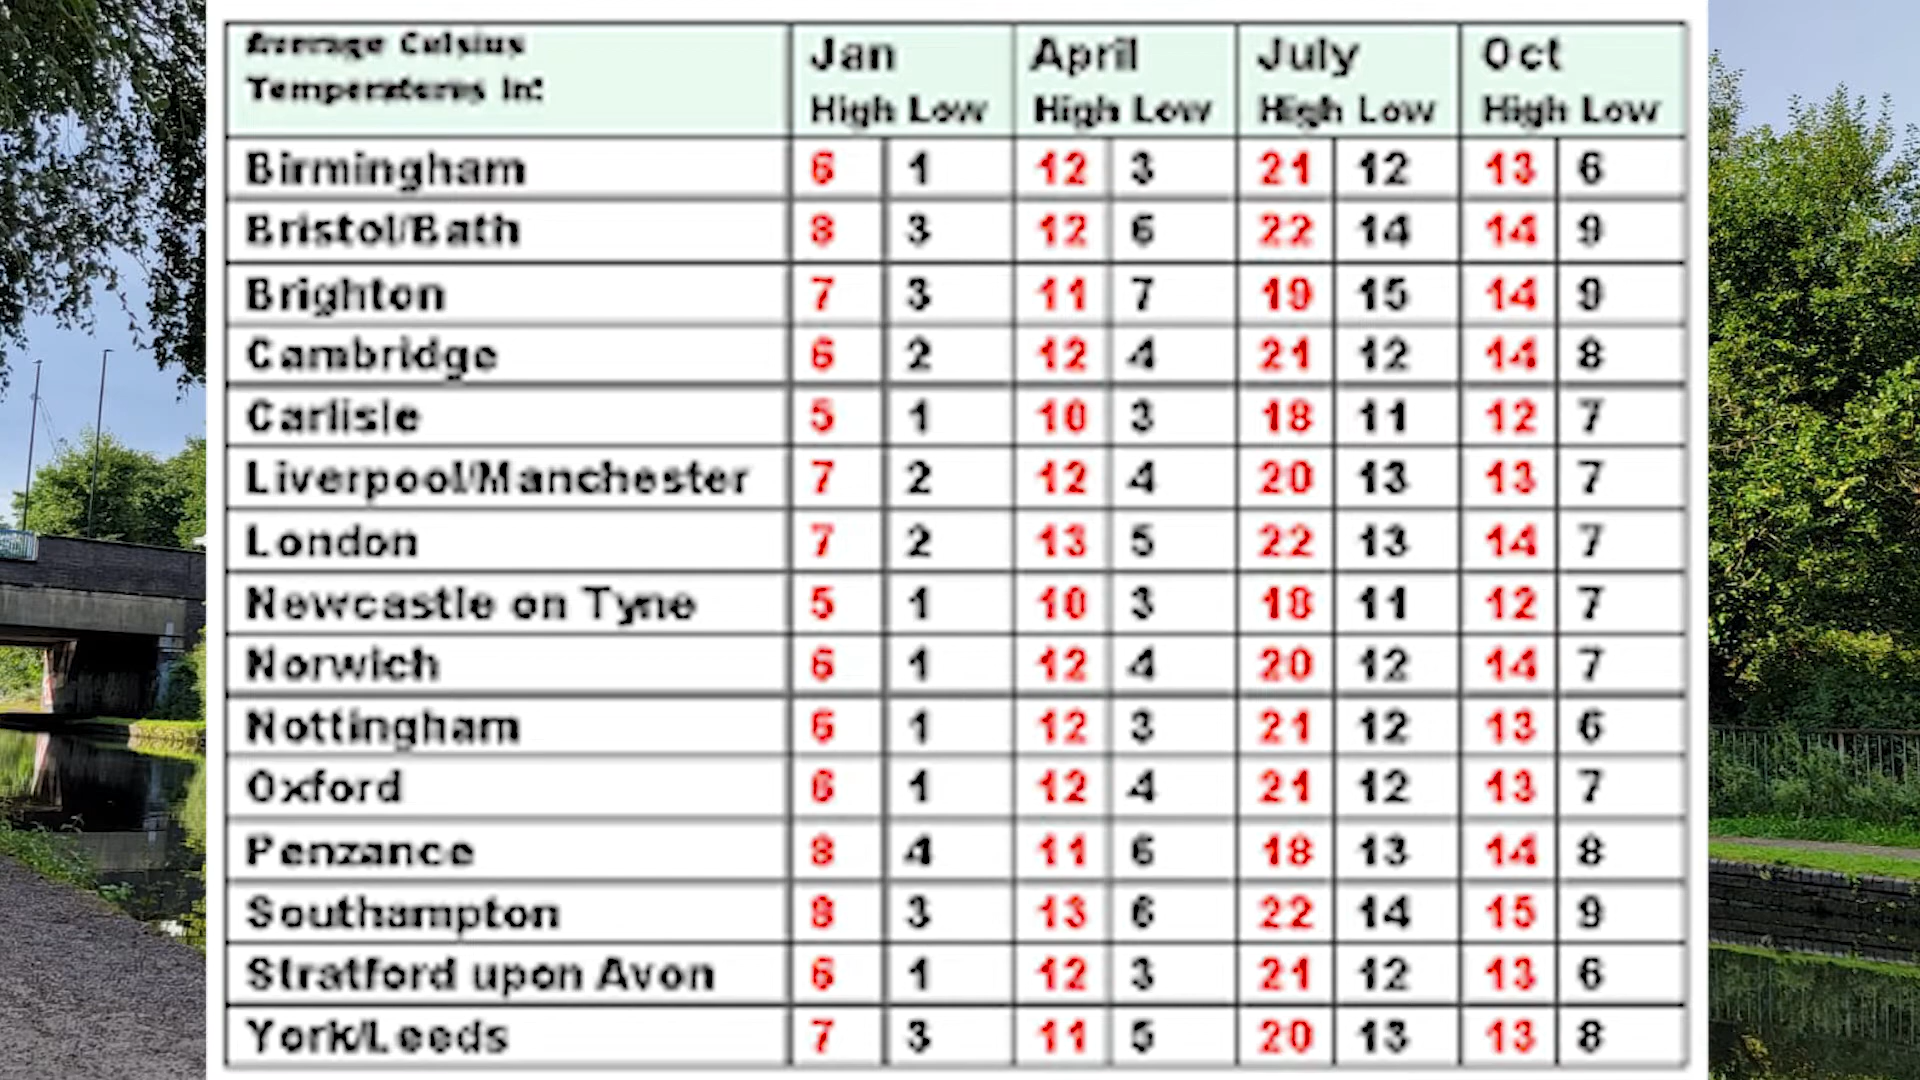 Average Celsius Jan April July Oct
Temperatures in: High Low High Low High Low High Low
Birmingham 6 1 12 3 21 12 13 6
Bristol/Bath 8 3 12 6 22 14 14 9
Brighton 7 3 11 7 19 15 14 9
Cambridge 6 2 12 4 21 12 14 8
Carlisle 5 1 10 3 18 11 12 7
Liverpool/Manchester 7 2 12 4 20 13 13 7
London 7 2 13 5 22 13 14 7
Newcastle on Tyne 5 1 10 3 18 11 12 7
Norwich 6 1 12 4 20 12 14 7
Nottingham 6 1 12 3 21 12 13 6
Oxford 6 1 12 4 21 12 13 7
Penzance 8 4 11 6 18 13 14 8
Southampton 8 3 13 6 22 14 15 9
Stratford upon Avon 6 1 12 3 21 12 13 6
York/Leeds 7 3 11 5 20 13 13 8